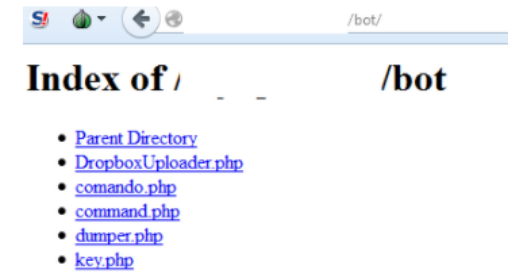 S!
/bot/
Index of / /bot
Parent Directory
DropboxUploader.php
comando.php
command.php
dumper.php
key.php